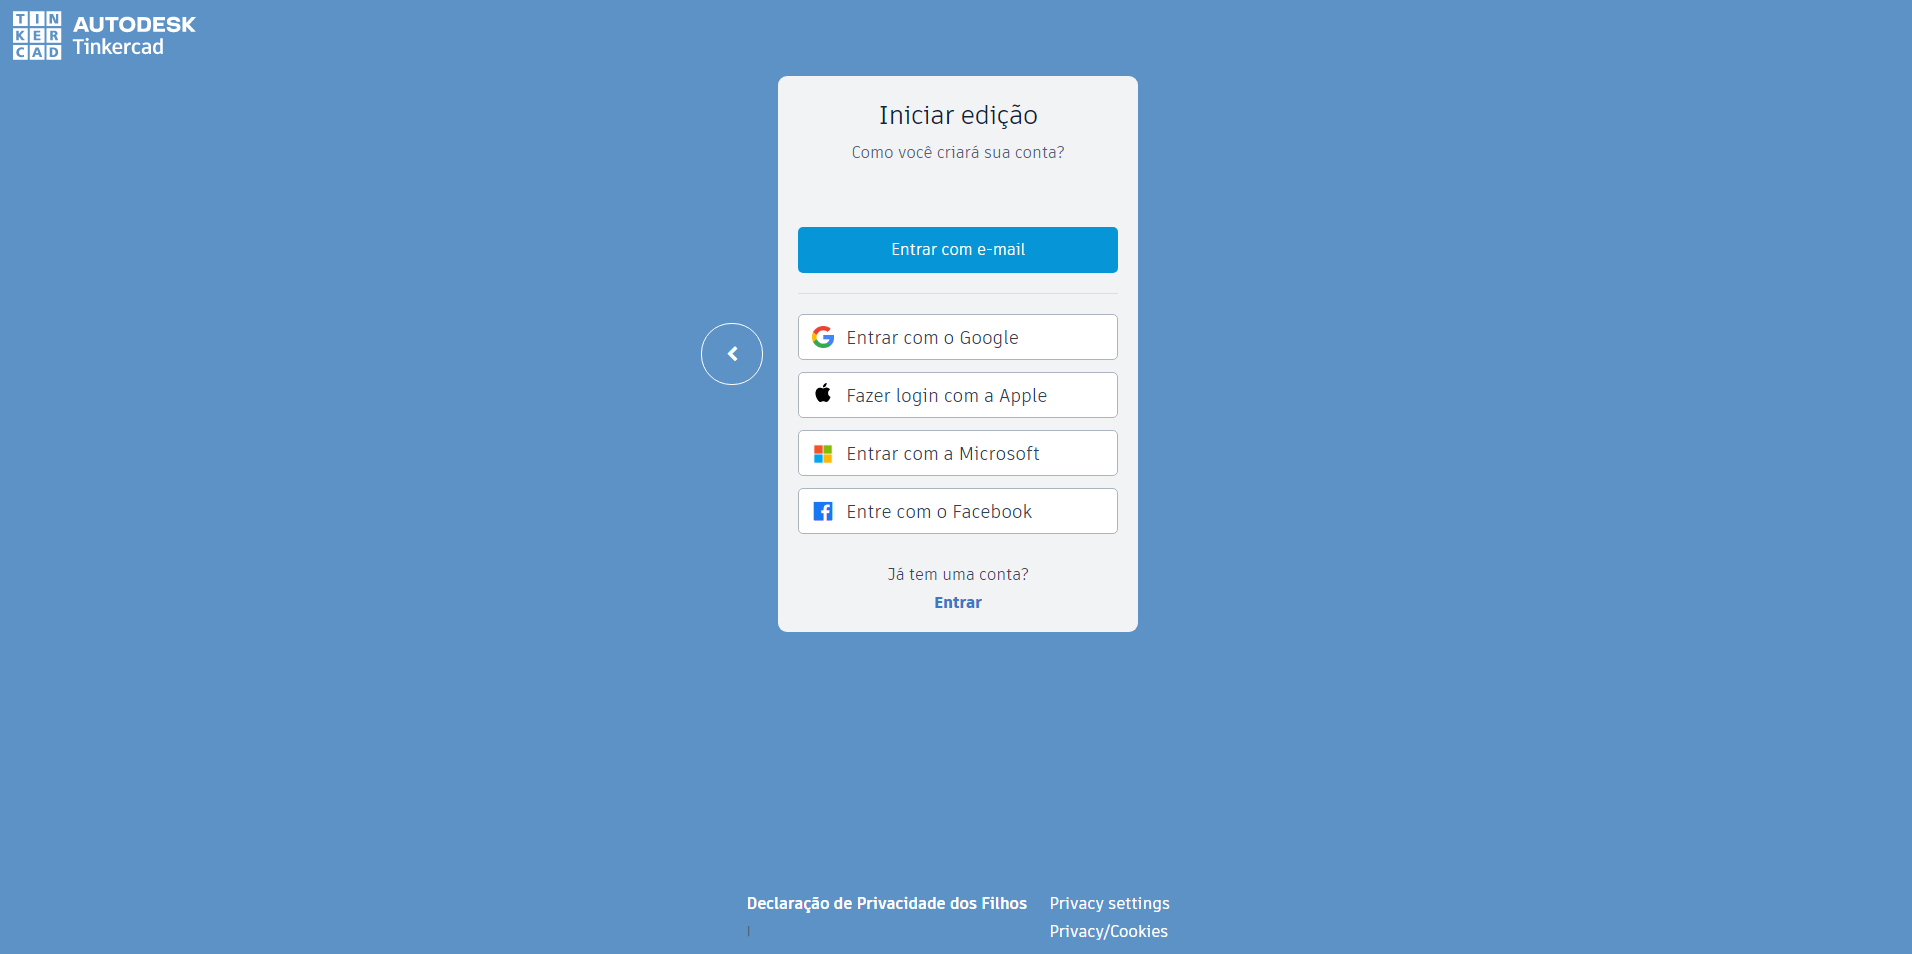 TIN
KER
CAD
AUTODESK
Tinkercad
Iniciar edição
Como você criará sua conta?
Entrar com e-mail
Entrar com o Google
Fazer login com a Apple
Entrar com a Microsoft
Entre com o Facebook
Já tem uma conta?
Entrar
Declaração de Privacidade dos Filhos
|
Privacy settings
Privacy/Cookies